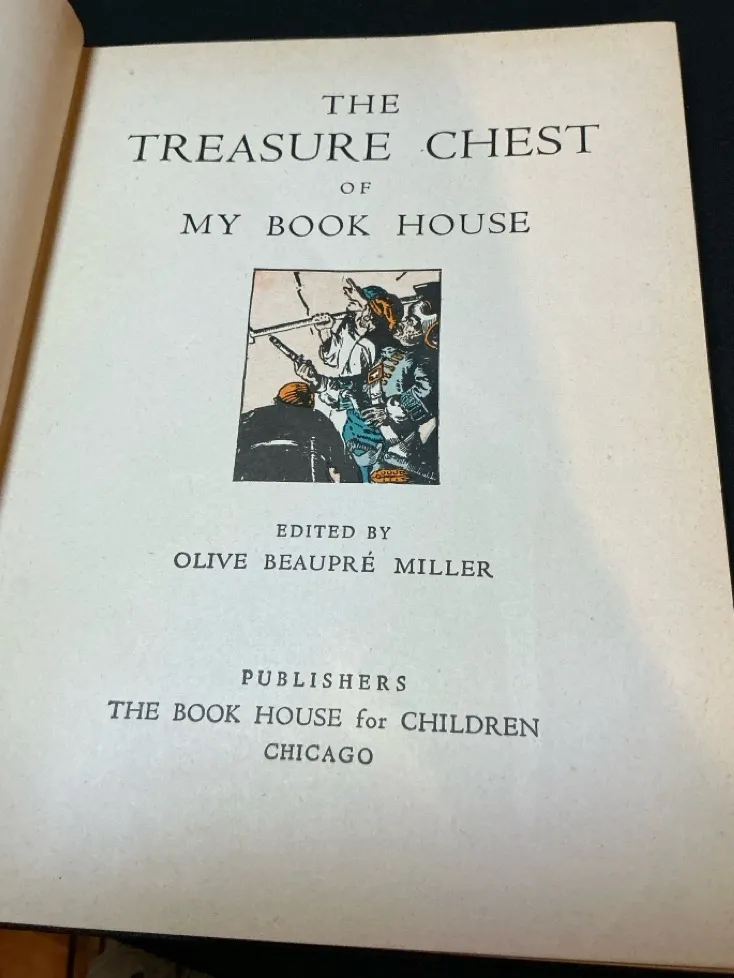 THE
TREASURE CHEST
OF
MY BOOK HOUSE
EDITED BY
OLIVE BEAUPRÉ MILLER
PUBLISHERS
THE BOOK HOUSE for CHILDREN
CHICAGO